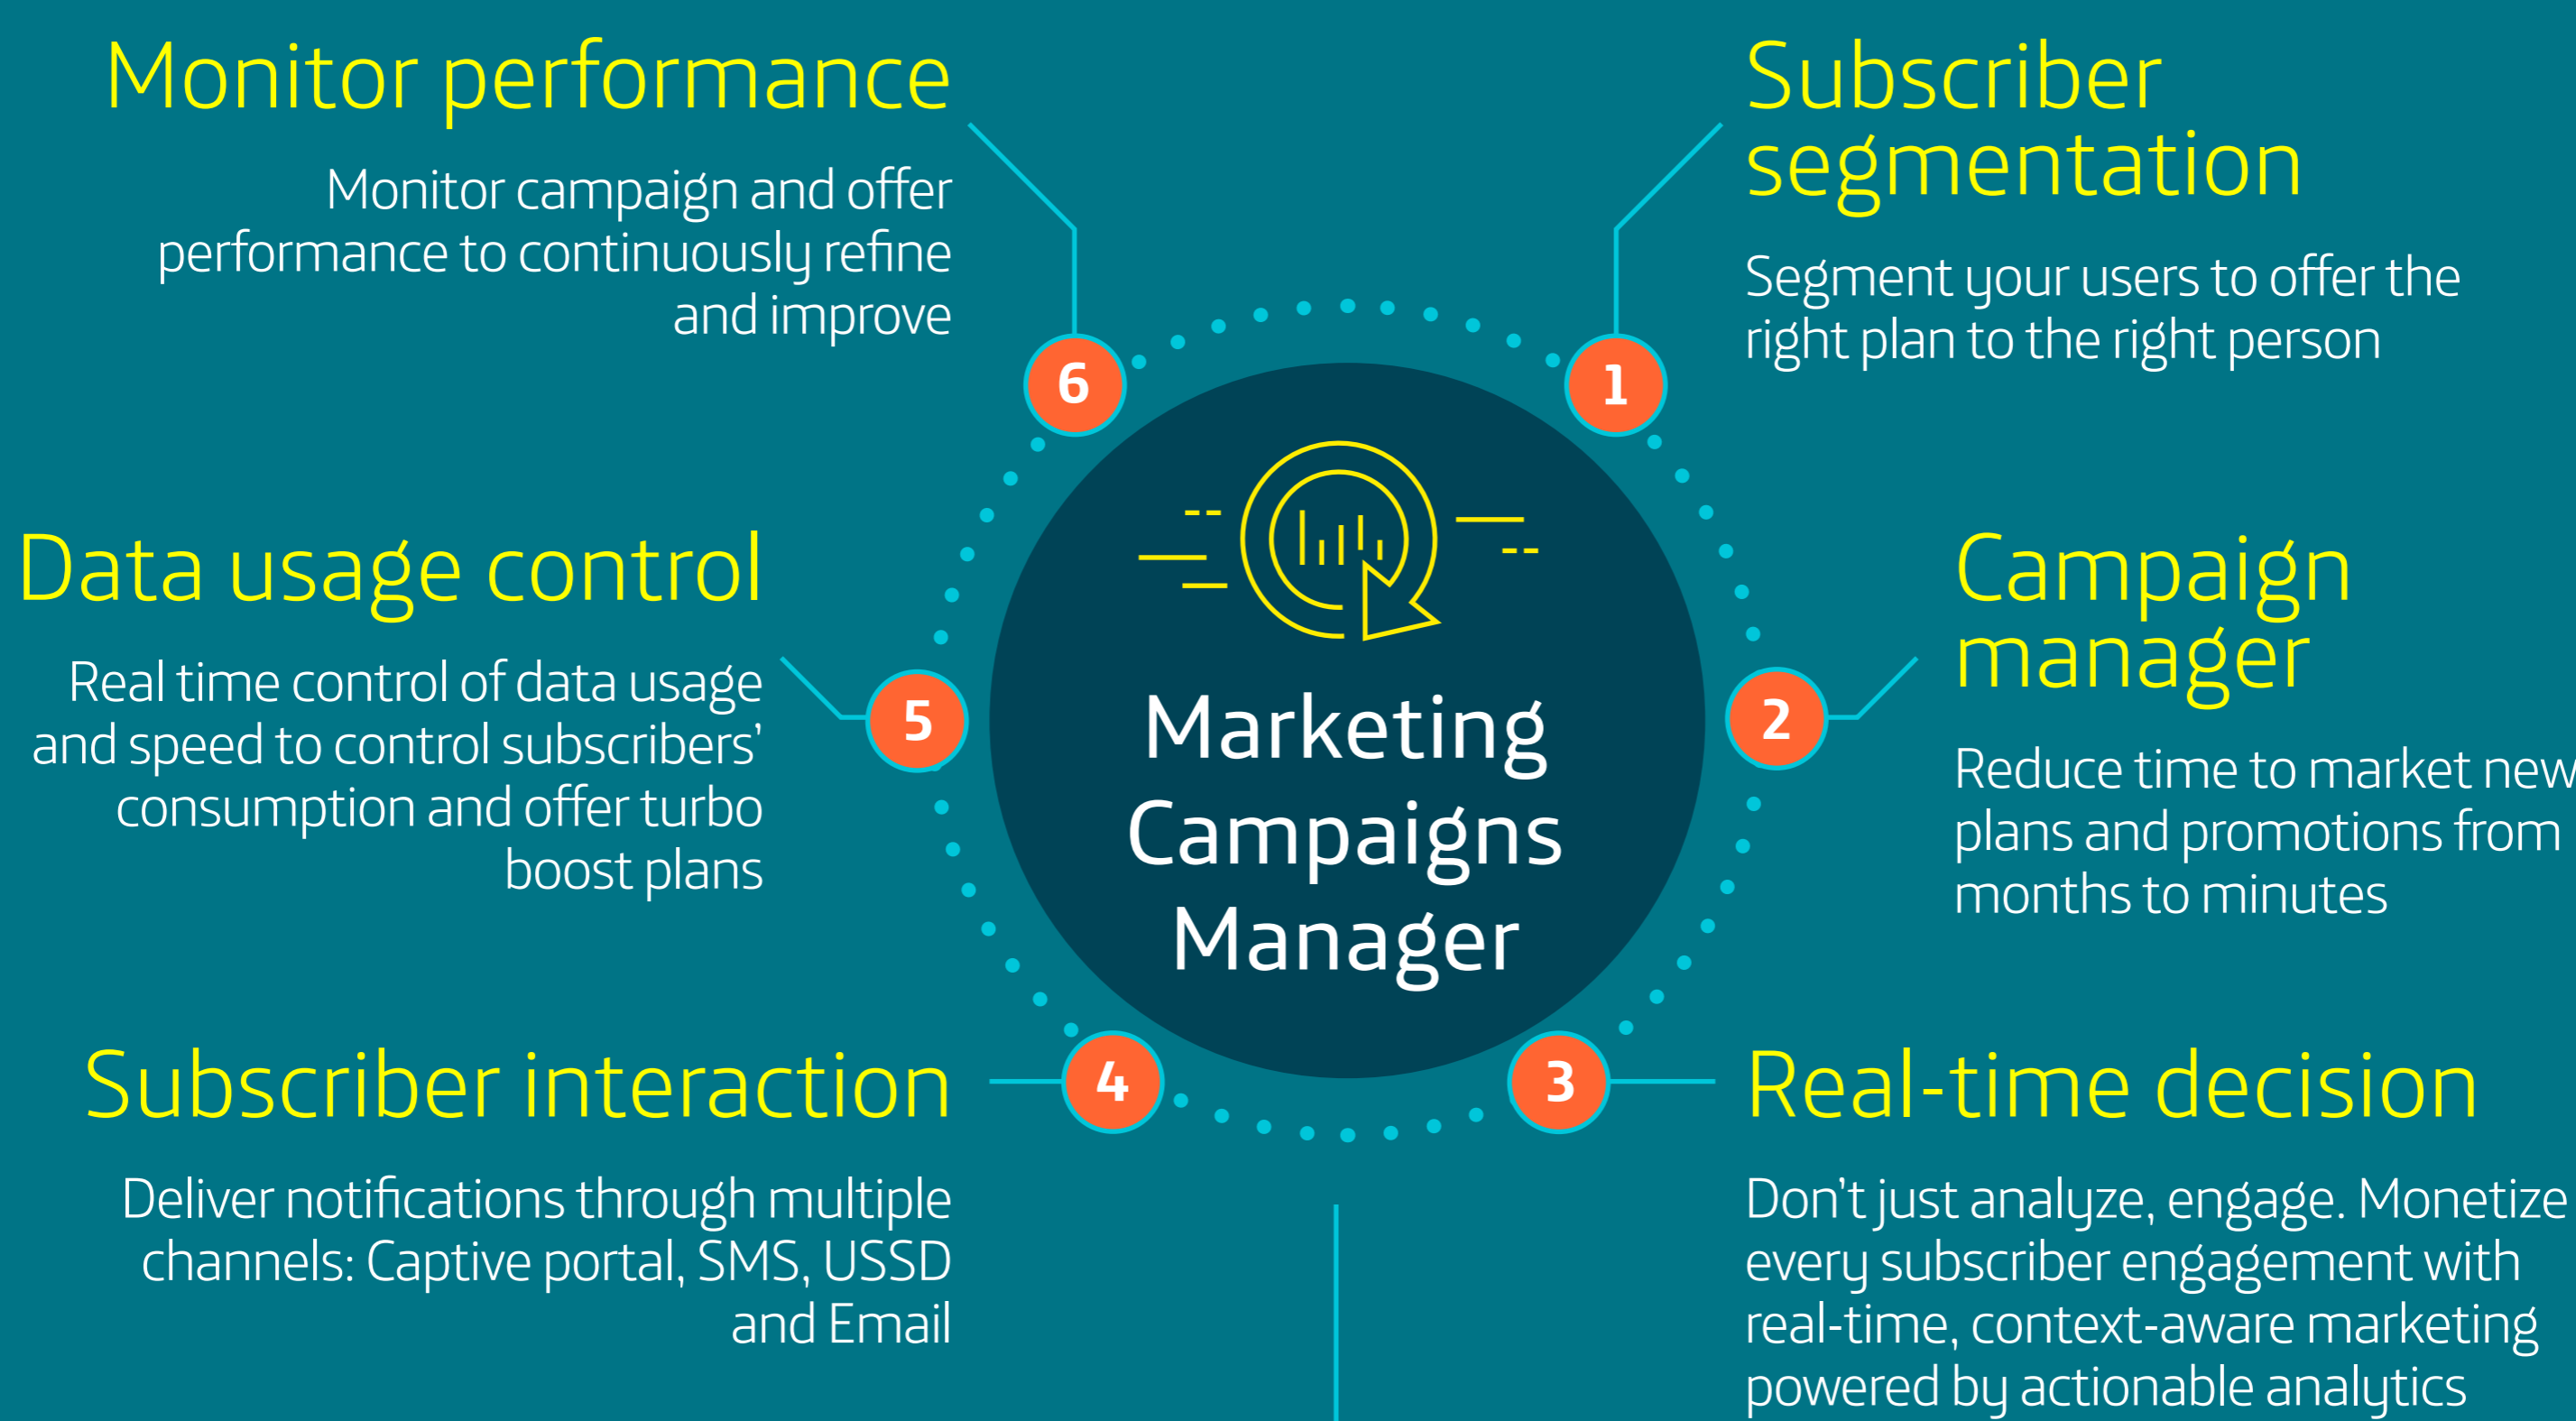 Monitor performance
Monitor campaign and offer
performance to continuously refine
and improve
6
Subscriber
segmentation
Segment your users to offer the
right plan to the right person
1
Data usage control
Real time control of data usage
and speed to control subscribers’
consumption and offer turbo
boost plans
5
Marketing
Campaigns
Manager
2
Campaign
manager
Reduce time to market new
plans and promotions from
months to minutes
Subscriber interaction
Deliver notifications through multiple
channels: Captive portal, SMS, USSD
and Email
4
3
Real-time decision
Don’t just analyze, engage. Monetize
every subscriber engagement with
real-time, context-aware marketing
powered by actionable analytics